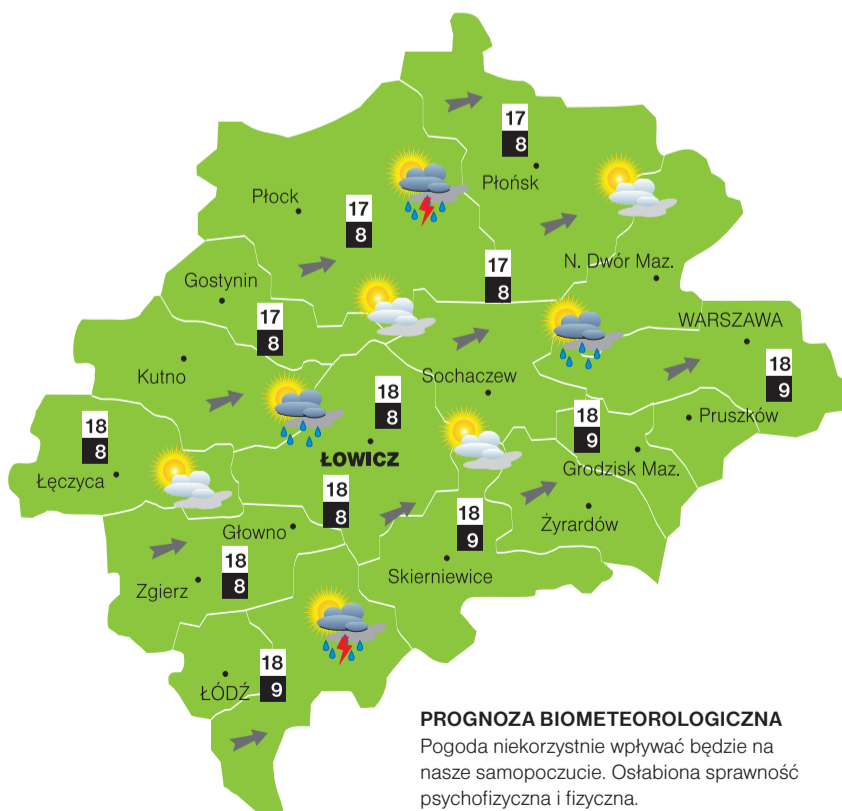 17
8
Płońsk
Płock
17
8
N. Dwór Maz.
Gostynin
17
8
17
8
WARSZAWA
Kutno
Sochaczew
18
9
18
8
Pruszków
18
8
18
9
ŁOWICZ
Grodzisk Maz.
Łęczyca
18
8
Głowno
18
9
Żyrardów
Skierniewice
18
8
Zgierz
18
9
ŁÓDŹ
PROGNOZA BIOMETEOROLOGICZNA
Pogoda niekorzystnie wpływać będzie na
nasze samopoczucie. Osłabiona sprawność
psychofizyczna i fizyczna.